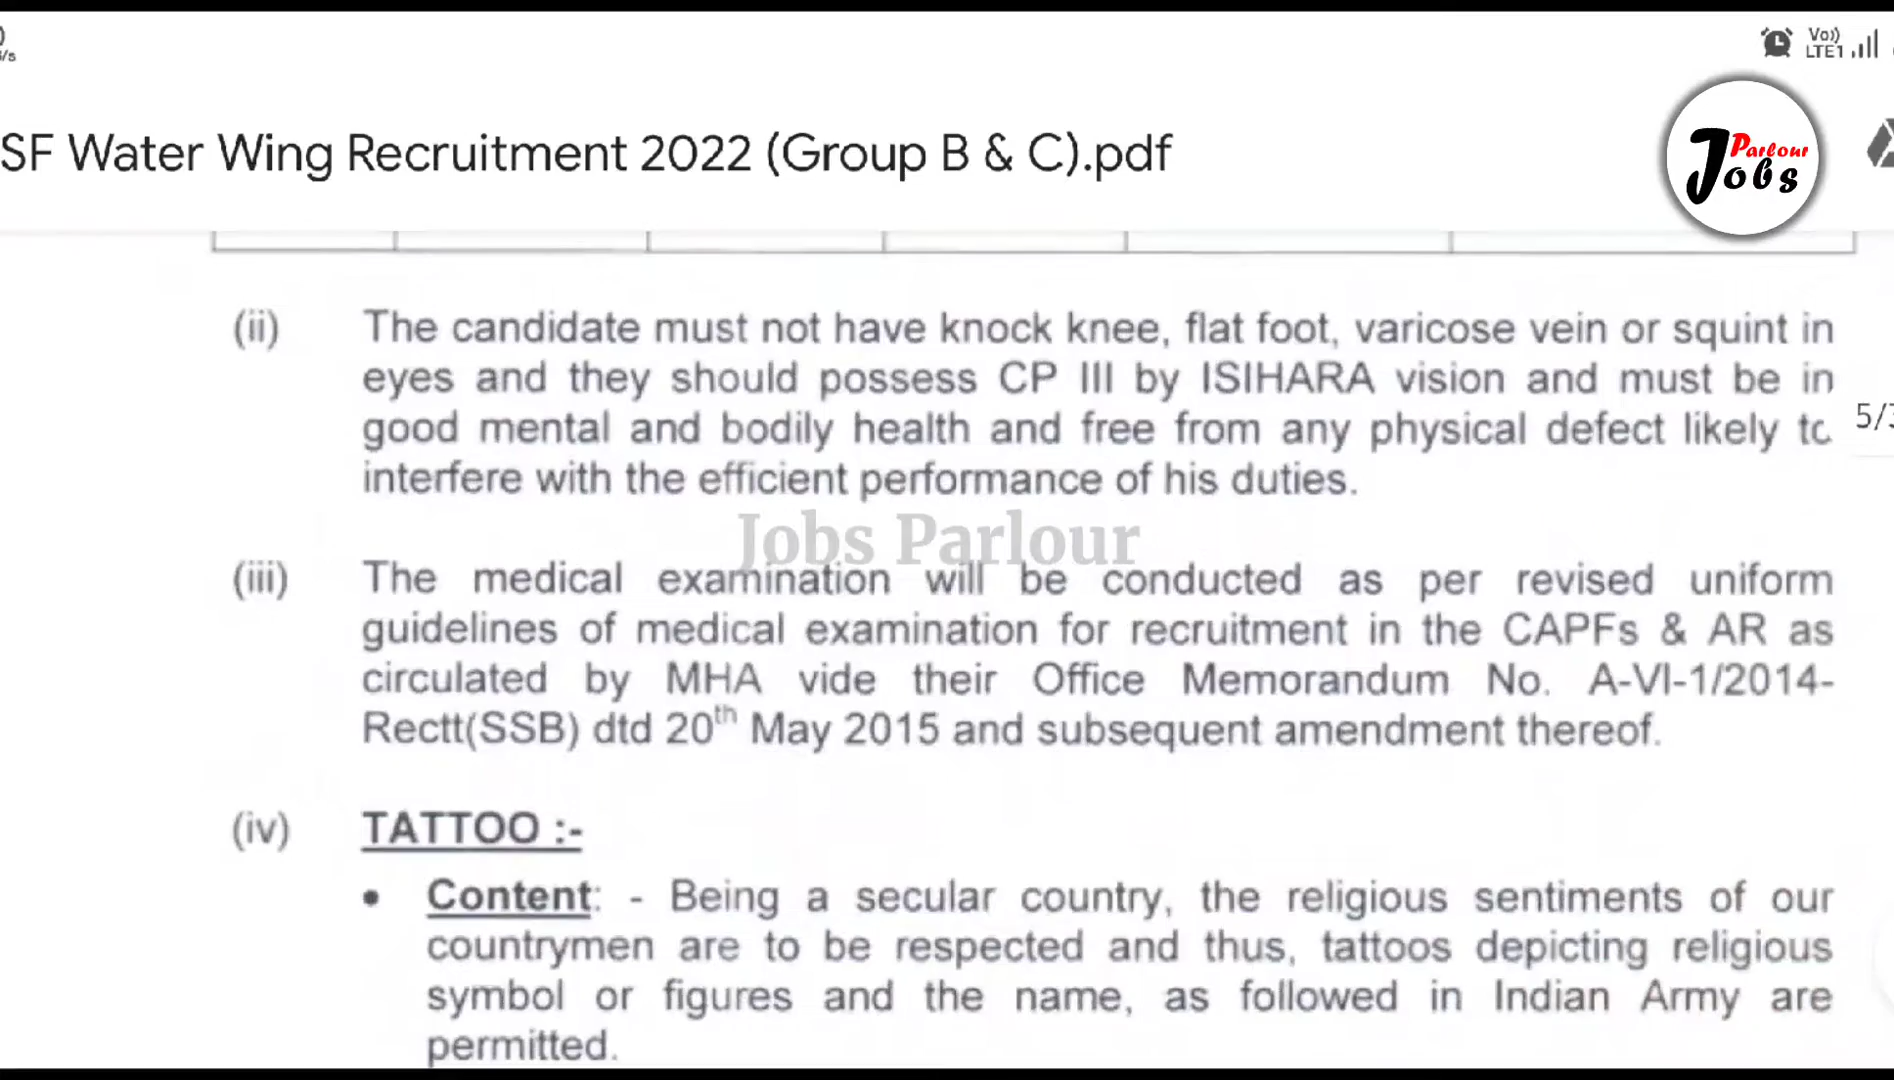 /s
Vo))
LTE1
SF Water Wing Recruitment 2022 (Group B & C).pdf
Parlour
Jobs
(ii) The candidate must not have knock knee, flat foot, varicose vein or squint in
eyes and they should possess CP III by ISIHARA vision and must be in
good mental and bodily health and free from any physical defect likely to
interfere with the efficient performance of his duties.
5/3
Jobs Parlour
(iii) The medical examination will be conducted as per revised uniform
guidelines of medical examination for recruitment in the CAPFs & AR as
circulated by MHA vide their Office Memorandum No. A-VI-1/2014-
Rectt(SSB) dtd 20th May 2015 and subsequent amendment thereof.
(iv) TATTOO :-
• Content: - Being a secular country, the religious sentiments of our
countrymen are to be respected and thus, tattoos depicting religious
symbol or figures and the name, as followed in Indian Army are
permitted.